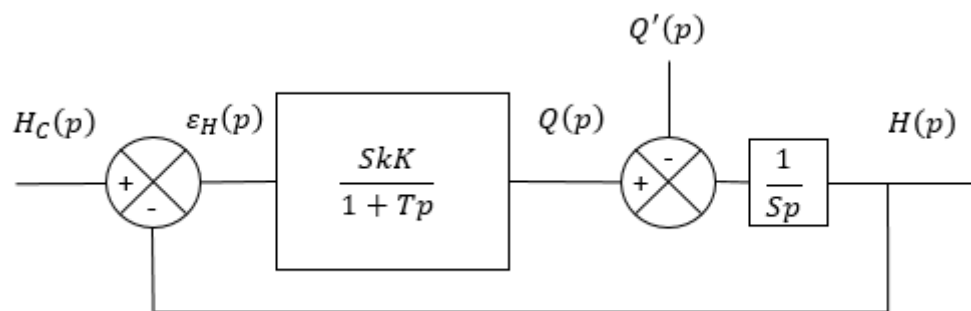 Q′(p)
H_C(p)
ε_H(p)
Q(p)
H(p)
SkK
1 + Tp
1
Sp
+
-
+
-